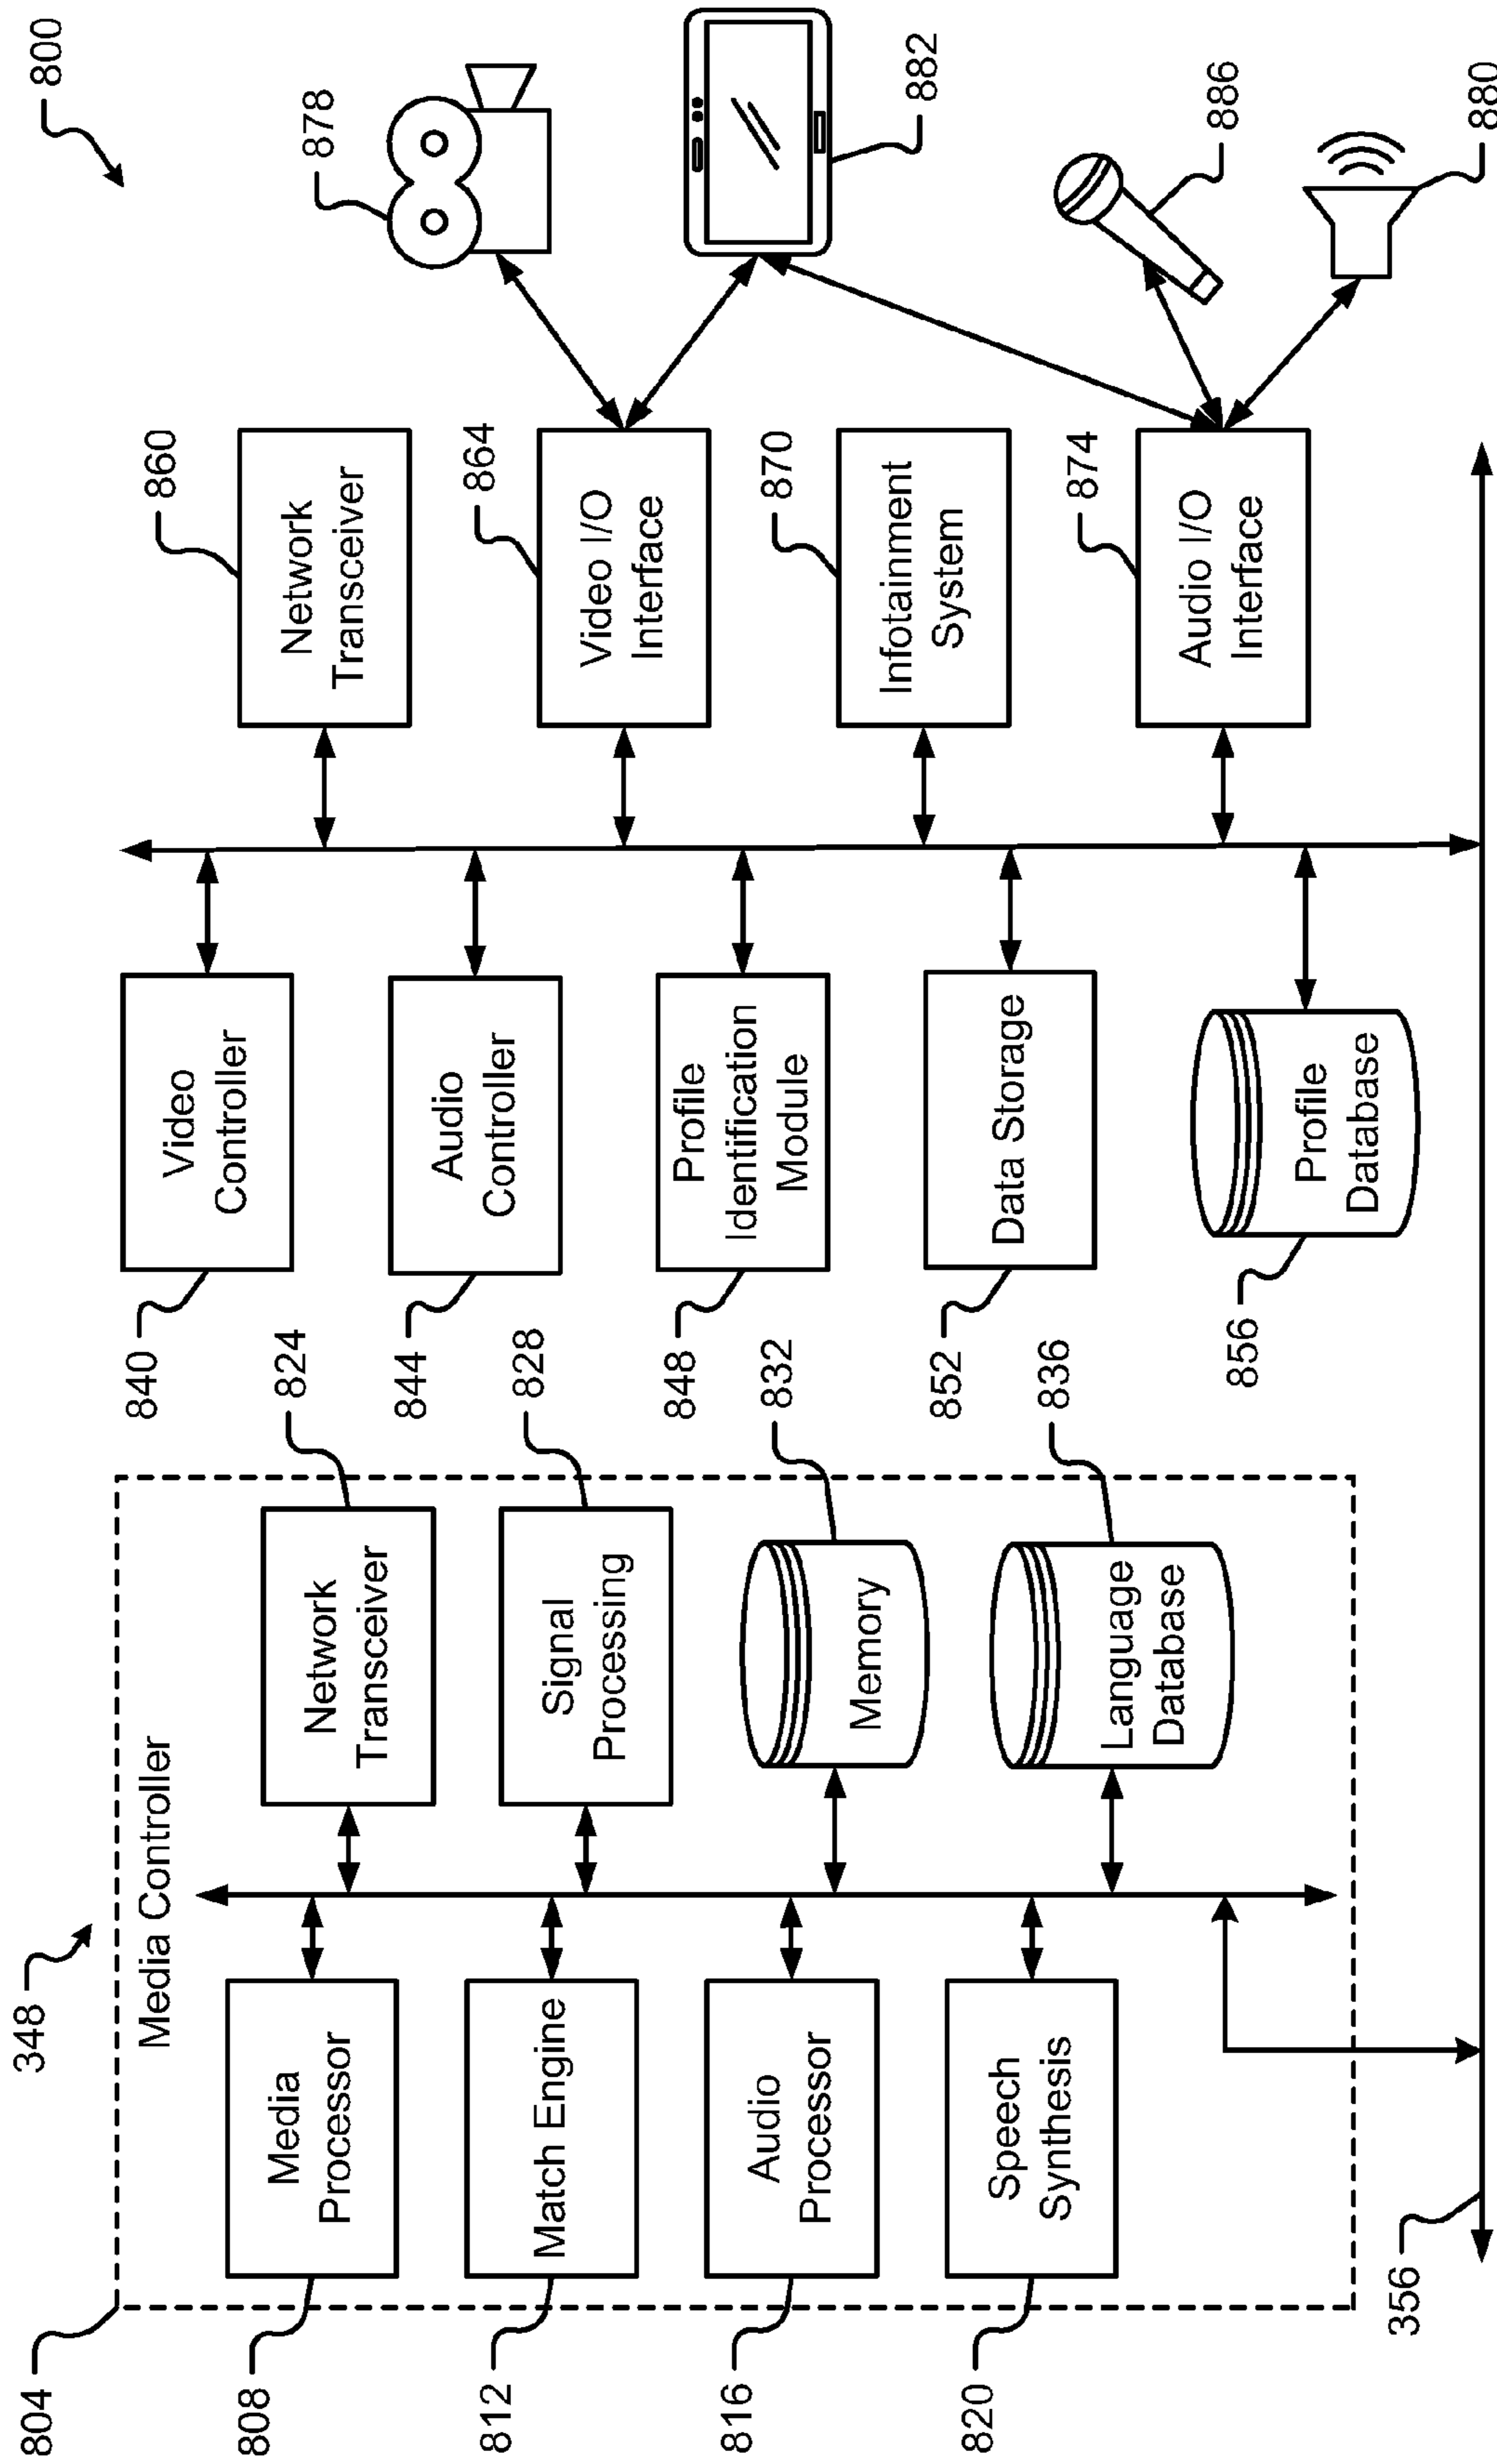 800
348
804
Media Controller
808
Media
Processor
812
Match Engine
816
Audio
Processor
820
Speech
Synthesis
824
Network
Transceiver
828
Signal
Processing
832
Memory
836
Language
Database
840
Video
Controller
844
Audio
Controller
848
Profile
Identification
Module
852
Data Storage
856
Profile
Database
860
Network
Transceiver
864
Video I/O
Interface
870
Infotainment
System
874
Audio I/O
Interface
878
882
886
880
356